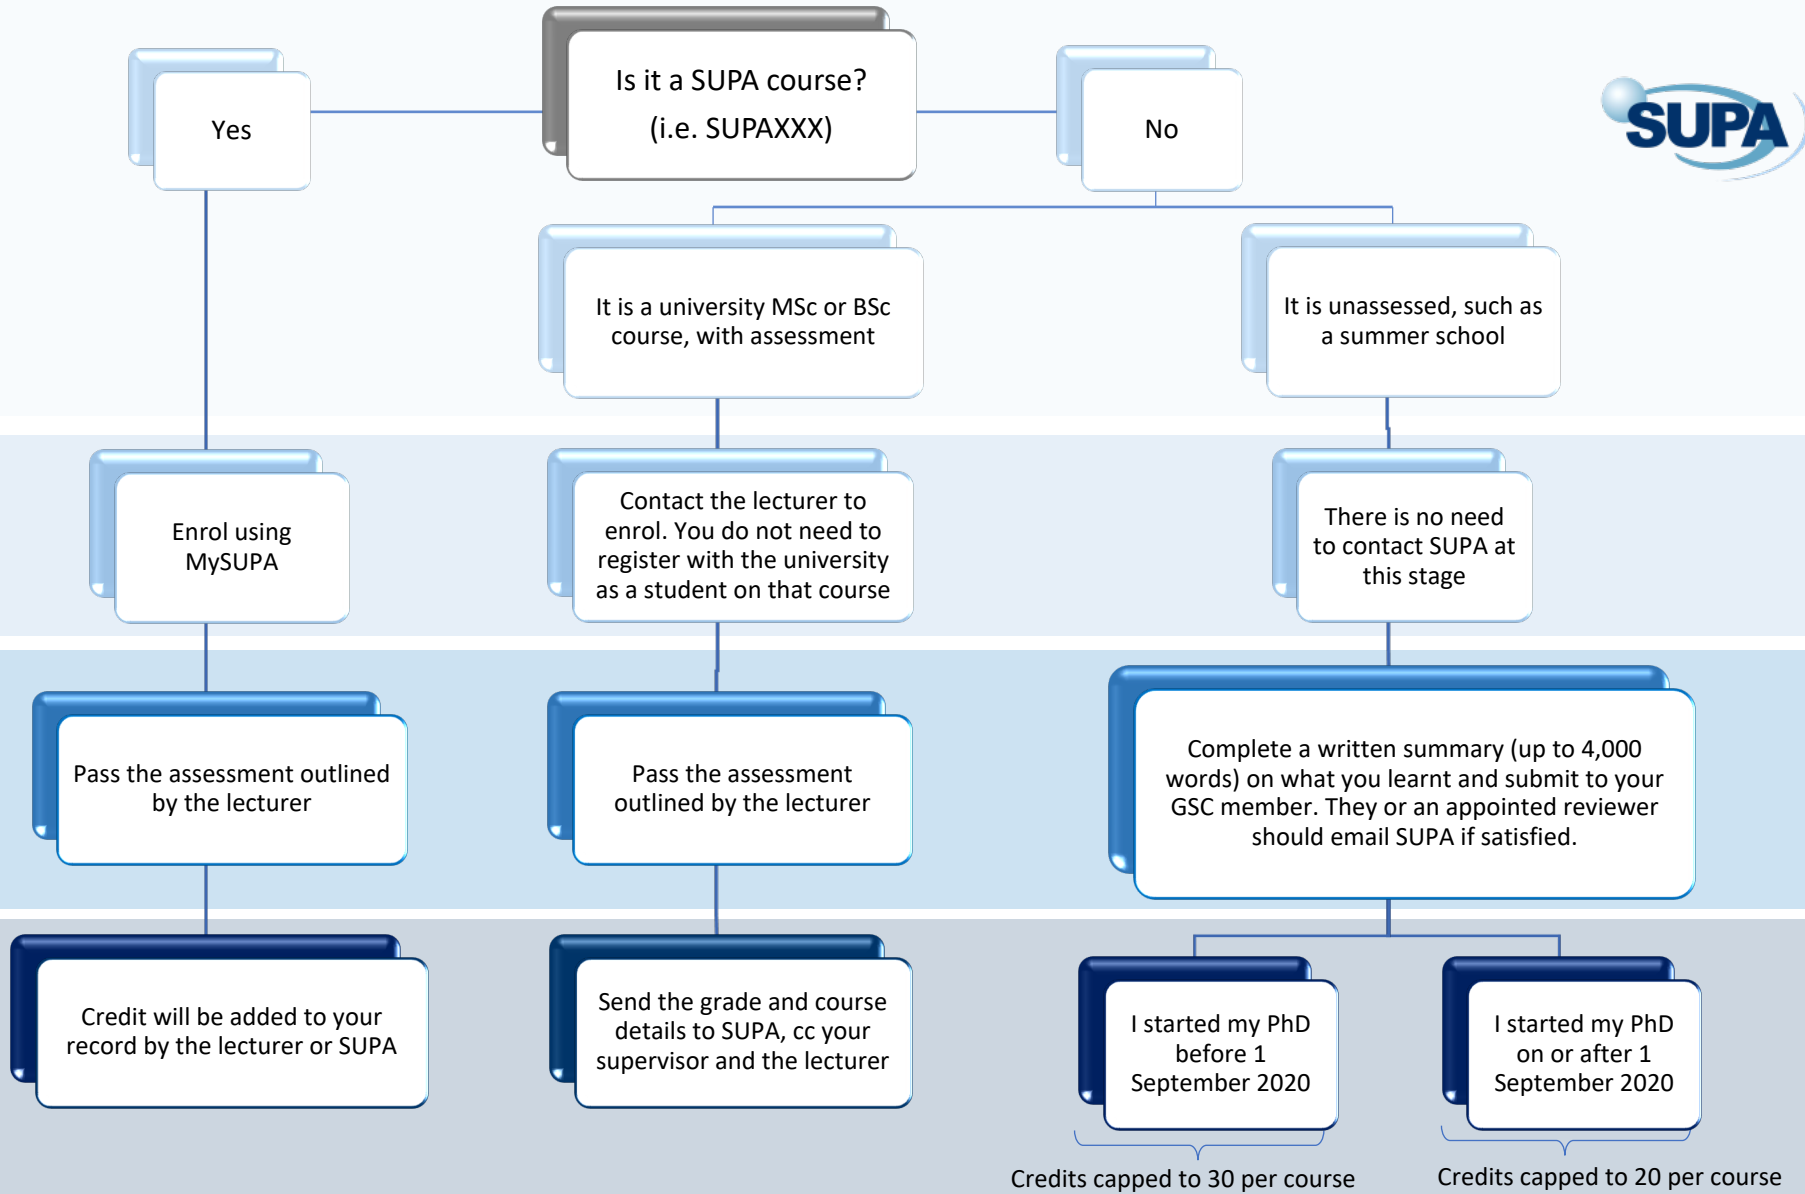 Is it a SUPA course?
(i.e. SUPAXXX)
Yes
No
SUPA
It is a university MSc or BSc
course, with assessment
It is unassessed, such as
a summer school
Enrol using
MySUPA
Contact the lecturer to
enrol. You do not need to
register with the university
as a student on that course
There is no need
to contact SUPA at
this stage
Pass the assessment outlined
by the lecturer
Pass the assessment
outlined by the lecturer
Complete a written summary (up to 4,000
words) on what you learnt and submit to your
GSC member. They or an appointed reviewer
should email SUPA if satisfied.
Credit will be added to your
record by the lecturer or SUPA
Send the grade and course
details to SUPA, cc your
supervisor and the lecturer
I started my PhD
before 1
September 2020
I started my PhD
on or after 1
September 2020
Credits capped to 30 per course
Credits capped to 20 per course